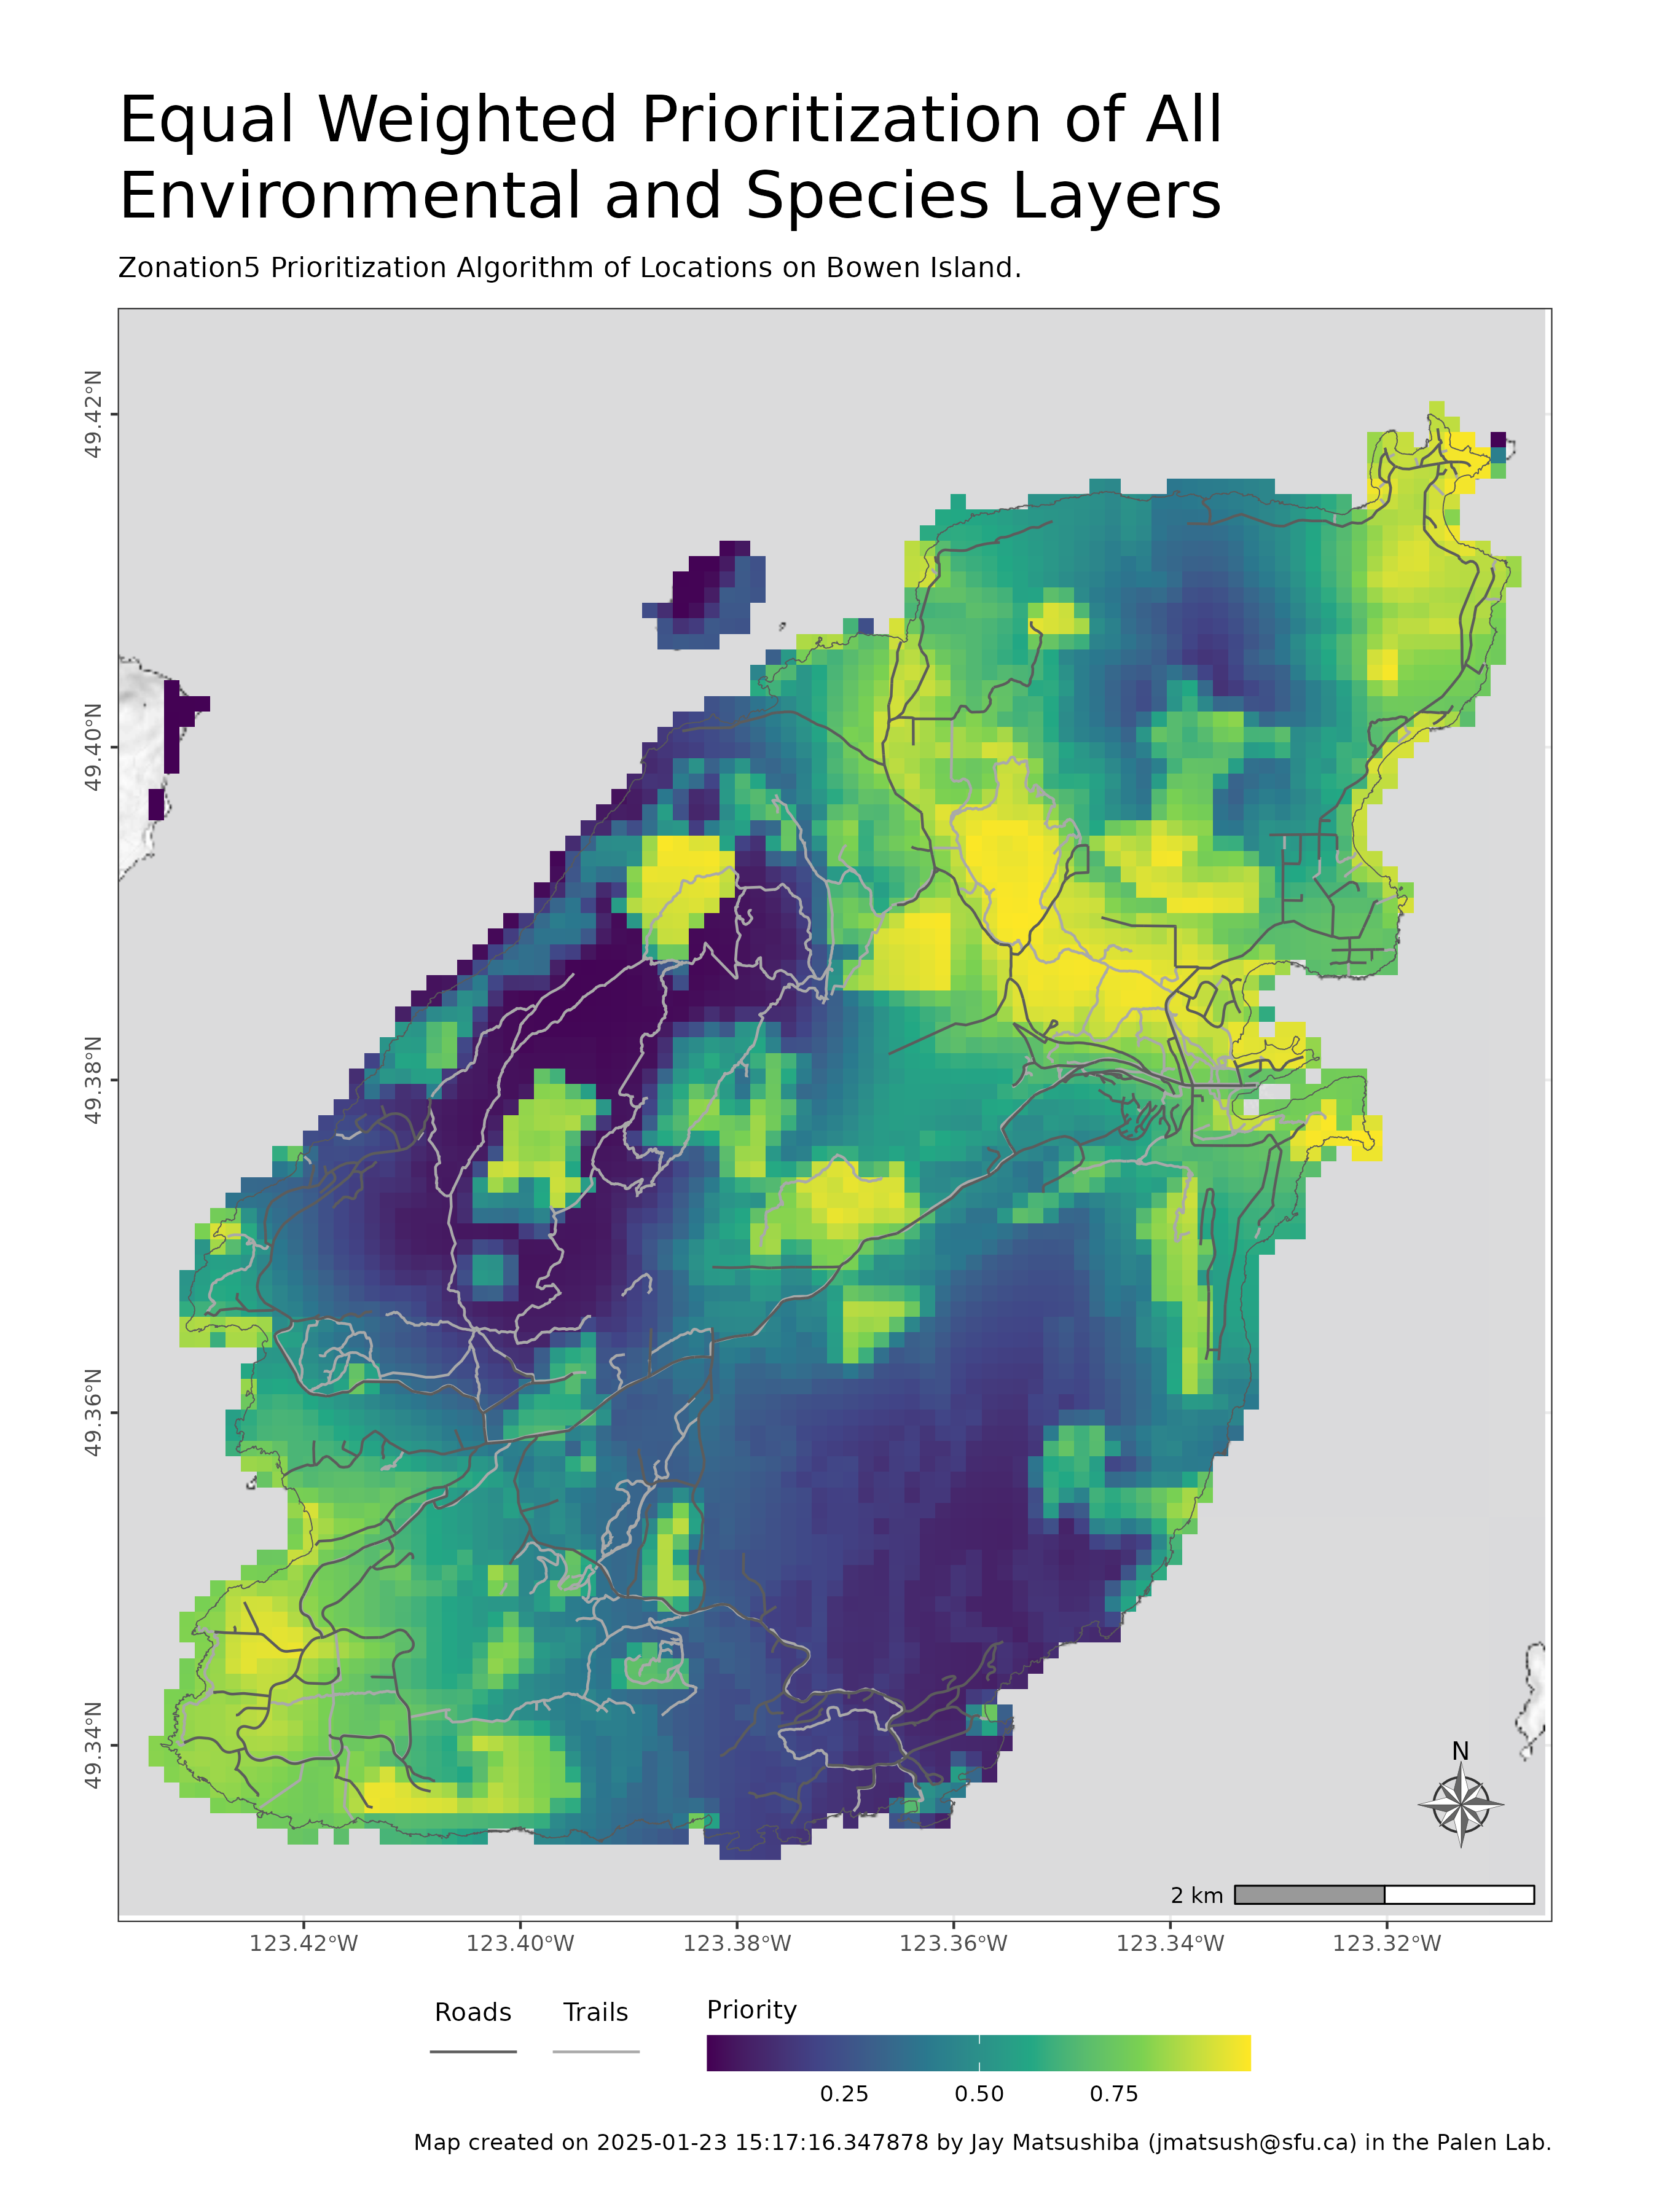 Equal Weighted Prioritization of All
Environmental and Species Layers
Zonation5 Prioritization Algorithm of Locations on Bowen Island.
49.42°N
49.40°N
49.38°N
49.36°N
49.34°N
N
2 km
123.42°W
123.40°W
123.38°W
123.36°W
123.34°W
123.32°W
Roads
Trails
Priority
0.25
0.50
0.75
Map created on 2025-01-23 15:17:16.347878 by Jay Matsushiba (jmatsush@sfu.ca) in the Palen Lab.